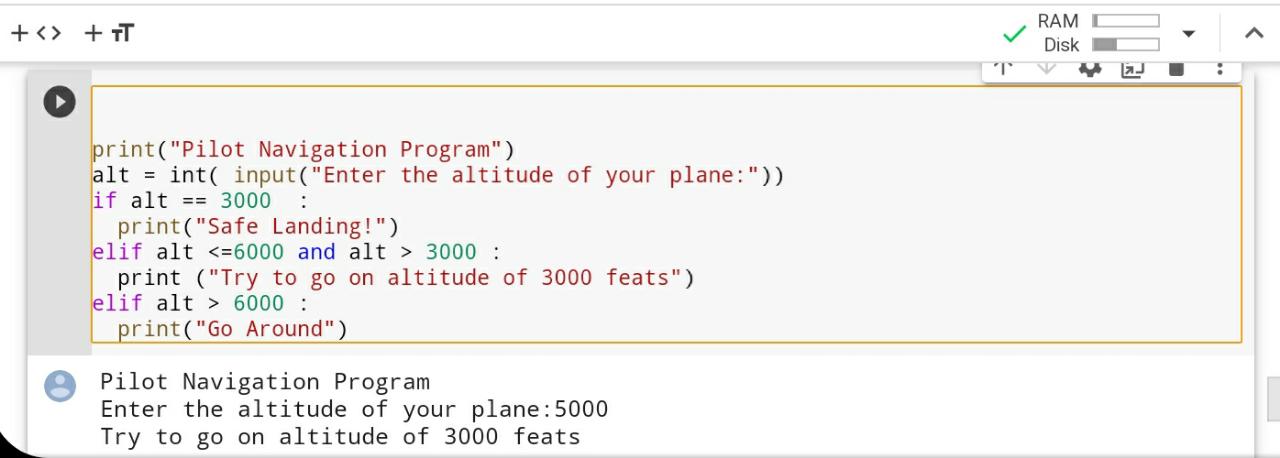 +<> +тT
RAM
Disk
print("Pilot Navigation Program")
alt = int( input("Enter the altitude of your plane:"))
if alt == 3000  :
  print("Safe Landing!")
elif alt <=6000 and alt > 3000 :
  print ("Try to go on altitude of 3000 feats")
elif alt > 6000 :
  print("Go Around")
Pilot Navigation Program
Enter the altitude of your plane:5000
Try to go on altitude of 3000 feats